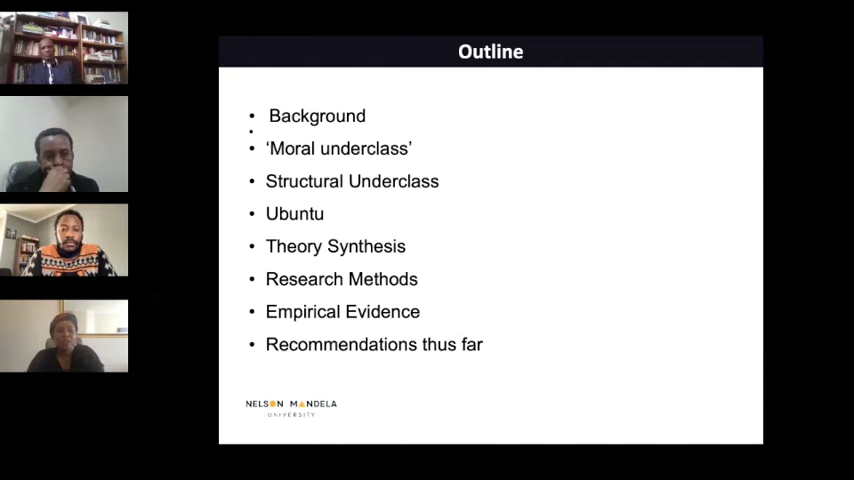 Outline
• Background
•
• 'Moral underclass'
• Structural Underclass
• Ubuntu
• Theory Synthesis
• Research Methods
• Empirical Evidence
• Recommendations thus far
NELSON MANDELA
UNIVERSITY